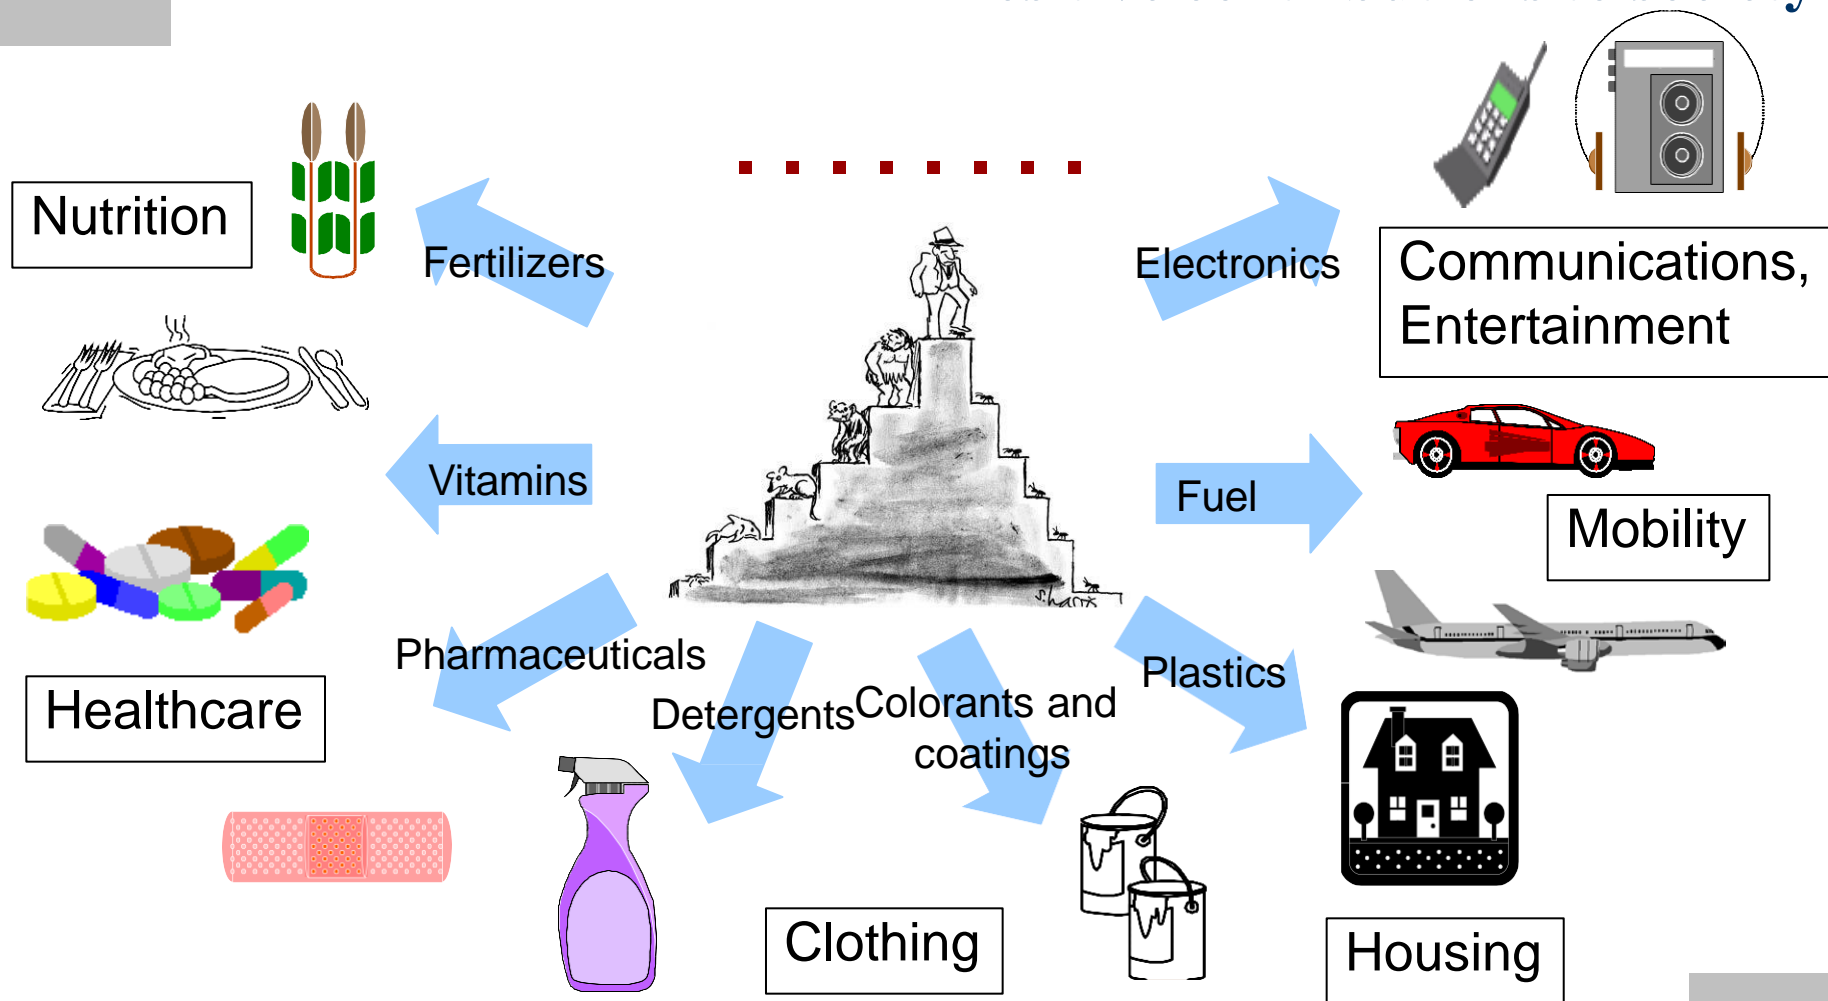 Nutrition
Fertilizers
Electronics
Communications,
Entertainment
Vitamins
Fuel
Mobility
Pharmaceuticals
Detergents
Colorants and
coatings
Plastics
Healthcare
Clothing
Housing